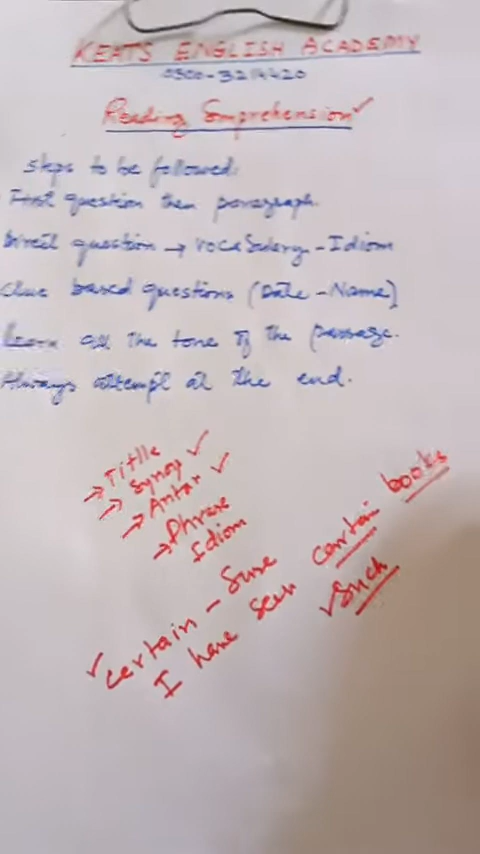 KEATS ENGLISH ACADEMY
0300-3214420
Reading Comprehension ✓
Steps to be followed:
First question then paragraph.
Direct question → Vocabulary - Idiom
Clue based questions (Date - Name)
Learn all the tone of the passage.
Always attempt at the end.
→ Titlle
→ Synoy ✓
→ Antar ✓
→ Phrase
Idiom
✓ Certain - Sure
I have seen certain books
✓ Such